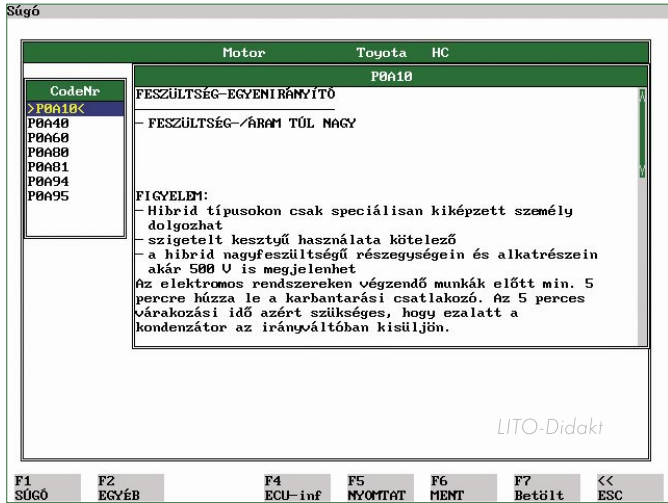 Súgó
Motor Toyota HC
P0A10
CodeNr
>P0A10<
P0A40
P0A60
P0A80
P0A81
P0A94
P0A95
FESZÜLTSÉG-EGYENIRÁNYÍTÓ
- FESZÜLTSÉG-/ÁRAM TÚL NAGY
FIGYELEM:
- Hibrid típusokon csak speciálisan kiképzett személy
dolgozhat
- szigetelt kesztyű használata kötelező
- a hibrid nagyfeszültségű részegységein és alkatrészein
akár 500 V is megjelenhet
Az elektromos rendszereken végzendő munkák előtt min. 5
percre húzza le a karbantarási csatlakozó. Az 5 perces
várakozási idő azért szükséges, hogy ezalatt a
kondenzátor az irányváltóban kisüljön.
LITO-Didakt
F1 F2 F4 F5 F6 F7 <<
SÚGÓ EGYÉB ECU-inf NYOMTAT MENT Betölt ESC